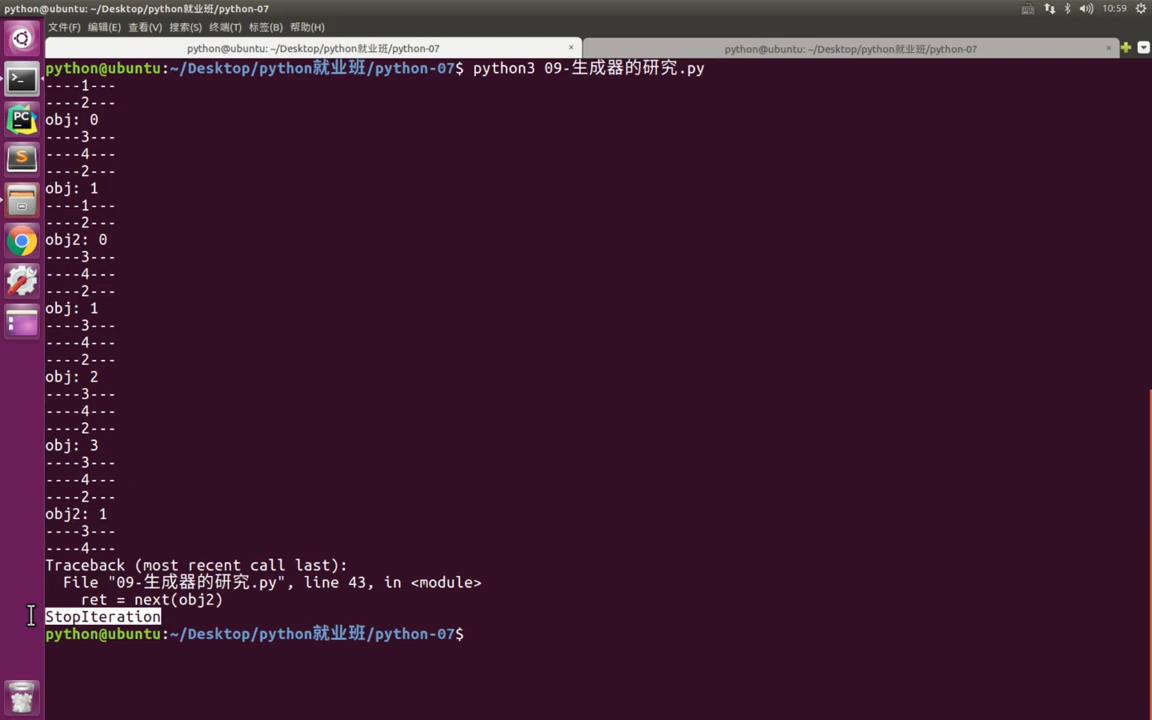 python@ubuntu: ~/Desktop/python就业班/python-07
10:59
文件(F) 编辑(E) 查看(V) 搜索(S) 终端(T) 标签(B) 帮助(H)
python@ubuntu: ~/Desktop/python就业班/python-07 × python@ubuntu: ~/Desktop/python就业班/python-07 ×
python@ubuntu:~/Desktop/python就业班/python-07$ python3 09-生成器的研究.py
----1---
----2---
obj: 0
----3---
----4---
----2---
obj: 1
----1---
----2---
obj2: 0
----3---
----4---
----2---
obj: 1
----3---
----4---
----2---
obj: 2
----3---
----4---
----2---
obj: 3
----3---
----4---
----2---
obj2: 1
----3---
----4---
Traceback (most recent call last):
  File "09-生成器的研究.py", line 43, in <module>
    ret = next(obj2)
StopIteration
python@ubuntu:~/Desktop/python就业班/python-07$
PC
S